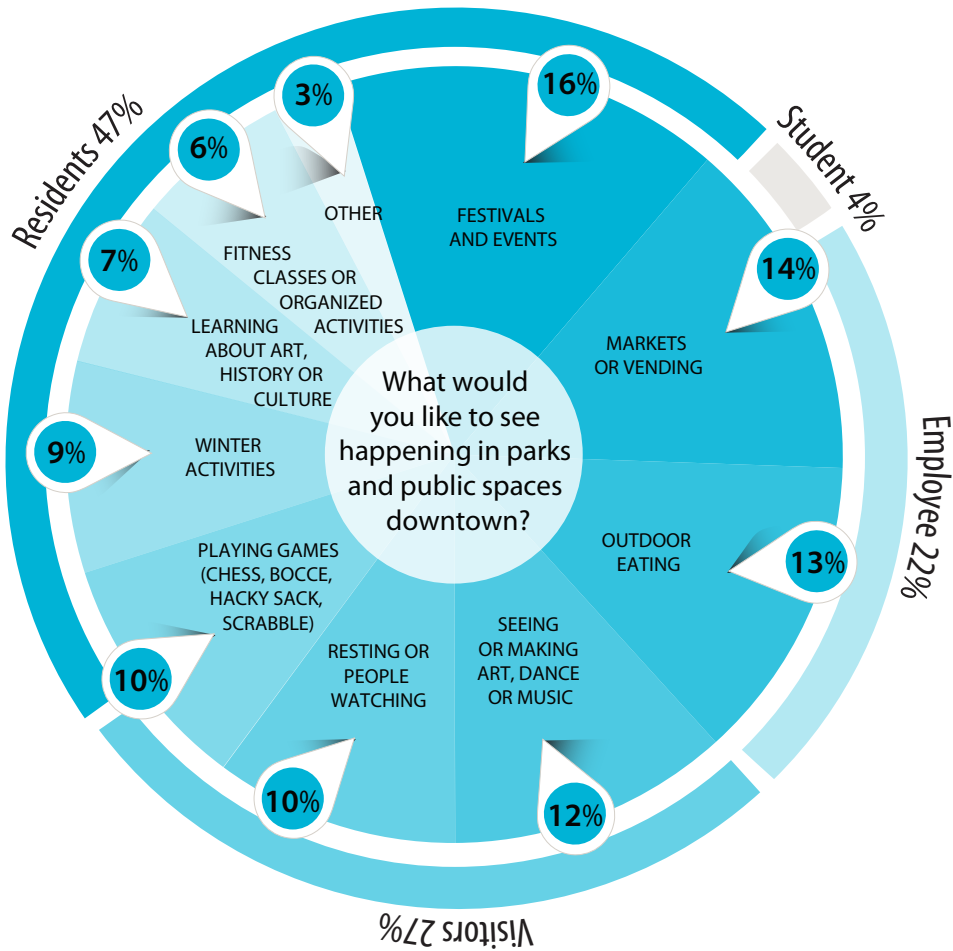 What would
you like to see
happening in parks
and public spaces
downtown?
16%
FESTIVALS
AND EVENTS
14%
MARKETS
OR VENDING
13%
OUTDOOR
EATING
12%
SEEING
OR MAKING
ART, DANCE
OR MUSIC
10%
RESTING OR
PEOPLE
WATCHING
10%
PLAYING GAMES
(CHESS, BOCCE,
HACKY SACK,
SCRABBLE)
9%
WINTER
ACTIVITIES
7%
LEARNING
ABOUT ART,
HISTORY OR
CULTURE
6%
FITNESS
CLASSES OR
ORGANIZED
ACTIVITIES
3%
OTHER
Residents 47%
Student 4%
Employee 22%
Visitors 27%